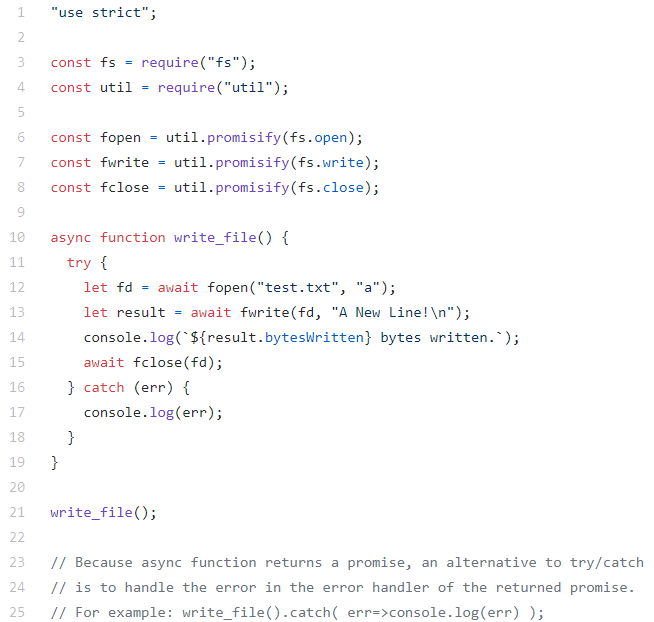 1 "use strict";
2
3 const fs = require("fs");
4 const util = require("util");
5
6 const fopen = util.promisify(fs.open);
7 const fwrite = util.promisify(fs.write);
8 const fclose = util.promisify(fs.close);
9
10 async function write_file() {
11   try {
12     let fd = await fopen("test.txt", "a");
13     let result = await fwrite(fd, "A New Line!\n");
14     console.log(`${result.bytesWritten} bytes written.`);
15     await fclose(fd);
16   } catch (err) {
17     console.log(err);
18   }
19 }
20
21 write_file();
22
23 // Because async function returns a promise, an alternative to try/catch
24 // is to handle the error in the error handler of the returned promise.
25 // For example: write_file().catch( err=>console.log(err) );